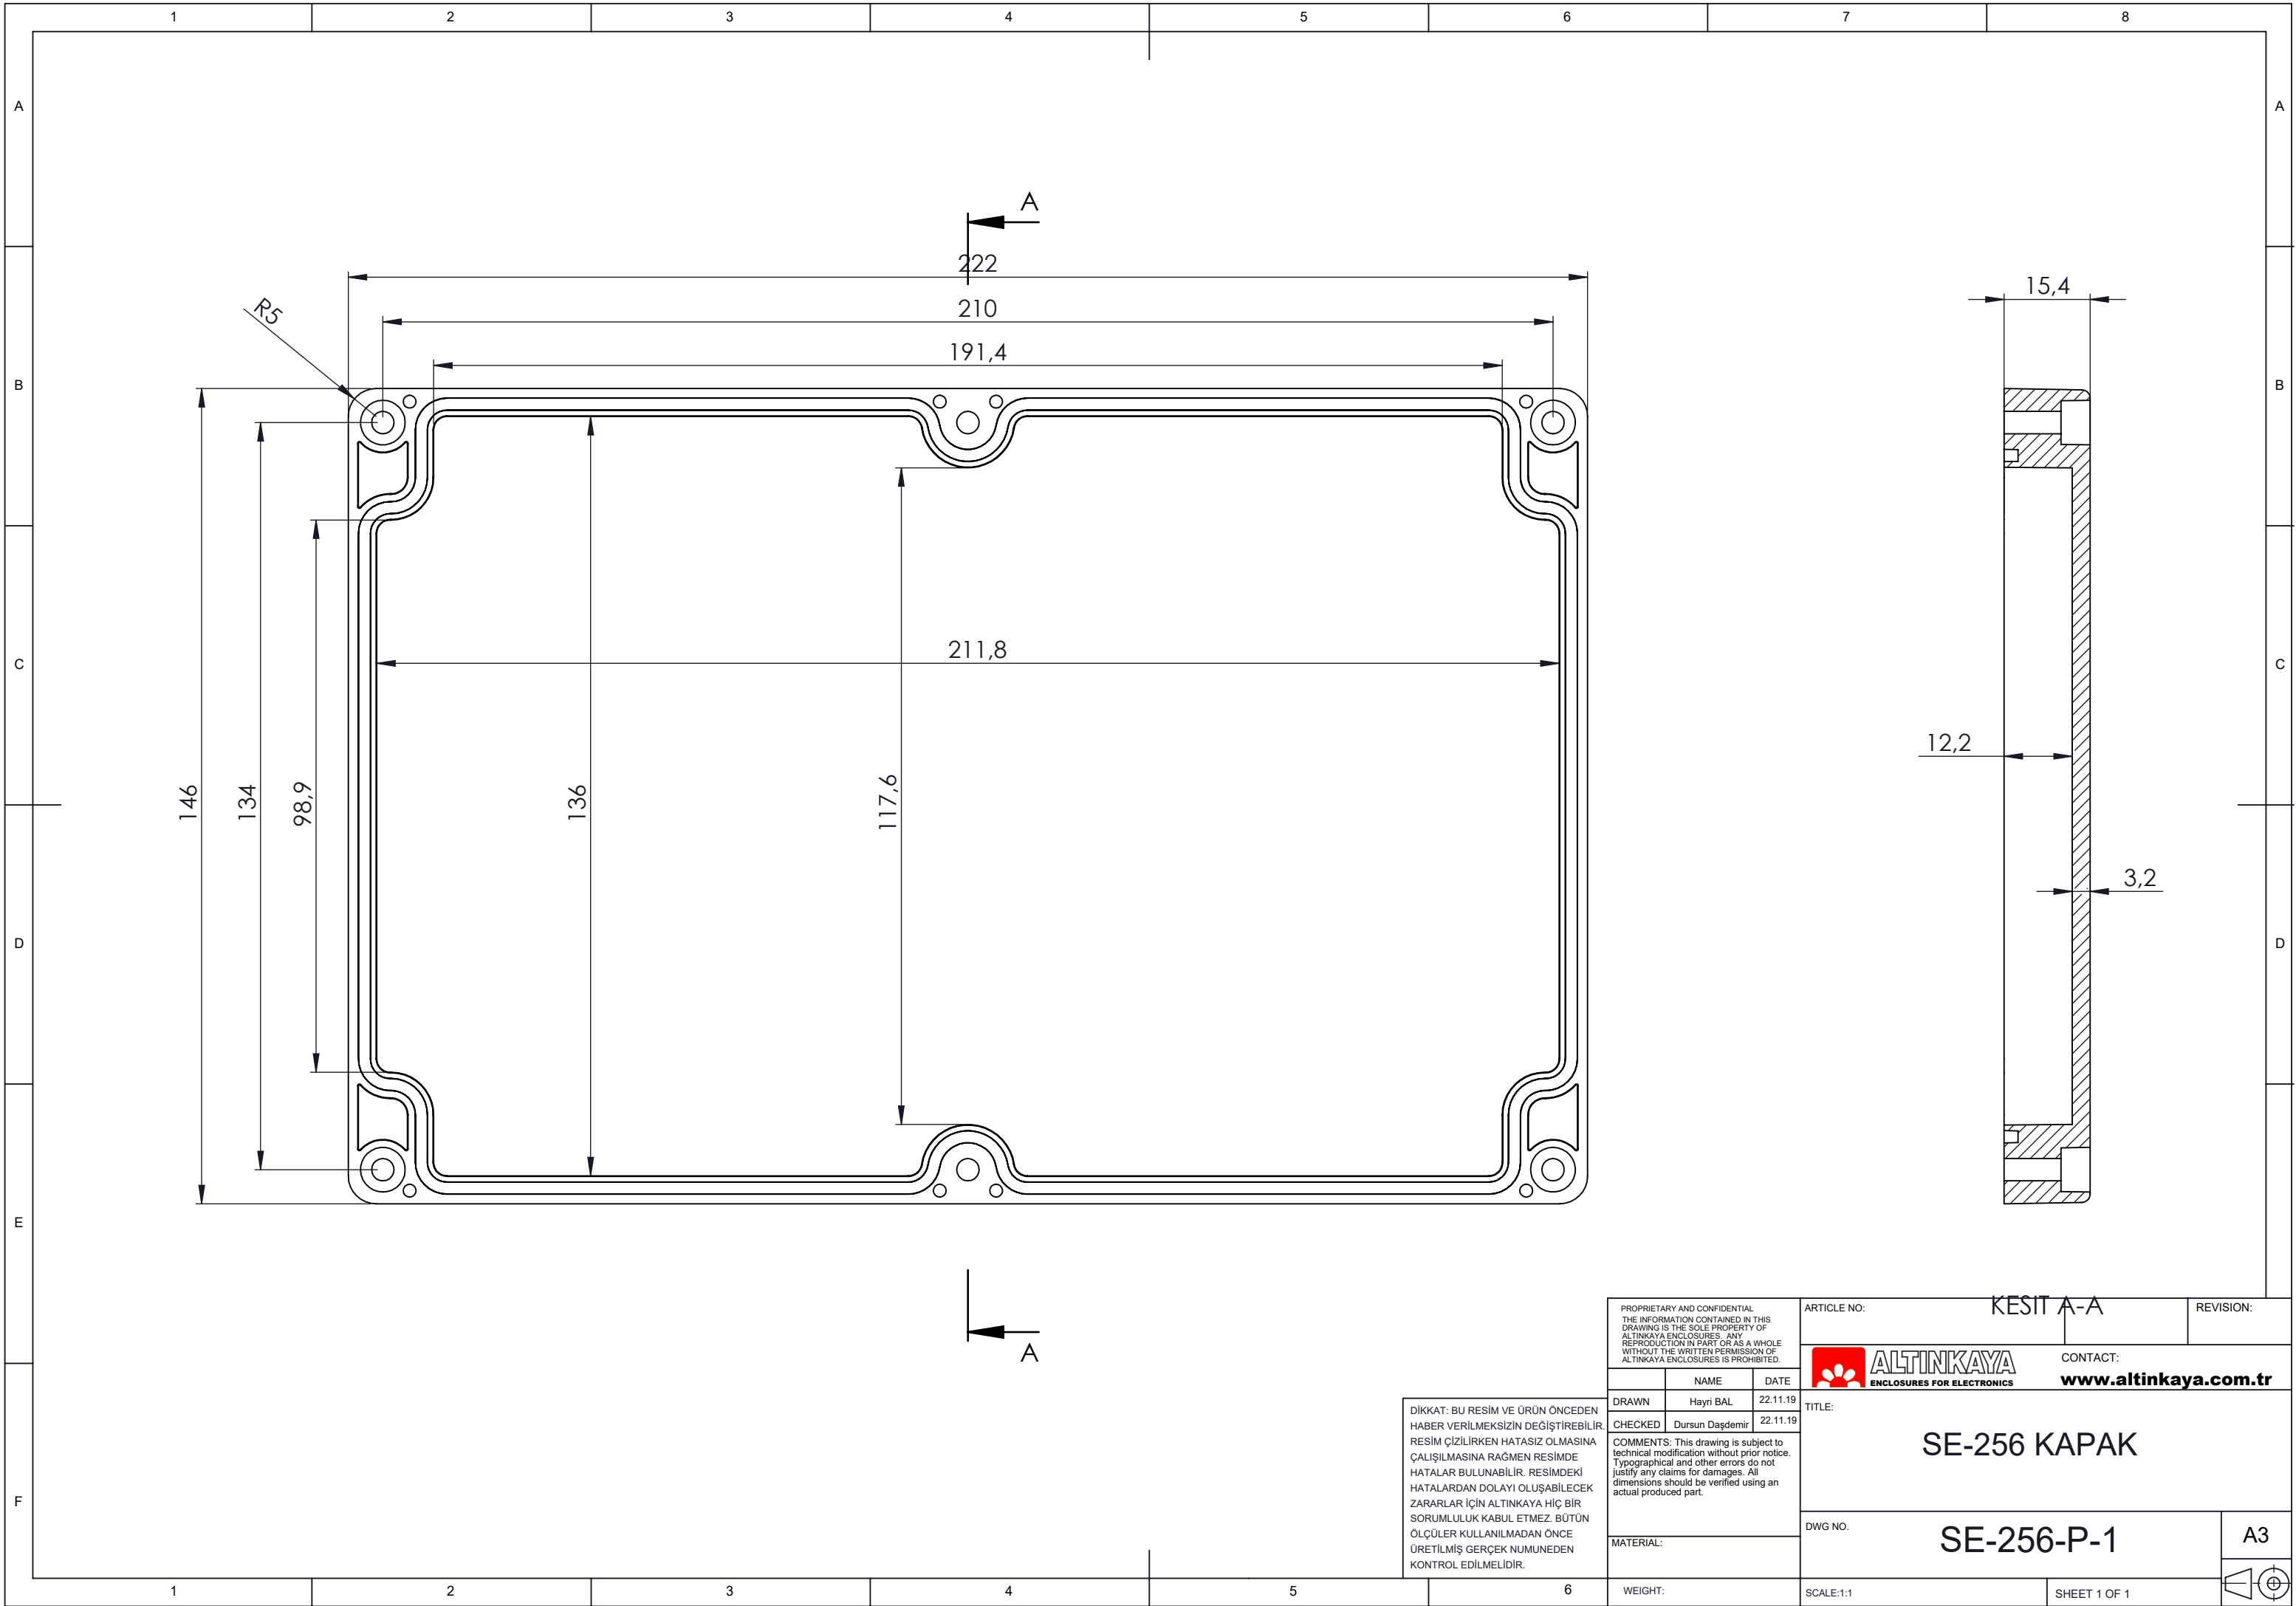 1 2 3 4 5 6 7 8
A A
A
222
210
191,4
R5
15,4
B B
C C
211,8
12,2
146
134
98,9
136
117,6
3,2
D D
E
A
KESIT A-A
F
DİKKAT: BU RESİM VE ÜRÜN ÖNCEDEN
HABER VERİLMEKSİZİN DEĞİŞTİREBİLİR.
RESİM ÇİZİLİRKEN HATASIZ OLMASINA
ÇALIŞILMASINA RAĞMEN RESİMDE
HATALAR BULUNABİLİR. RESİMDEKİ
HATALARDAN DOLAYI OLUŞABİLECEK
ZARARLAR İÇİN ALTINKAYA HİÇ BİR
SORUMLULUK KABUL ETMEZ. BÜTÜN
ÖLÇÜLER KULLANILMADAN ÖNCE
ÜRETİLMİŞ GERÇEK NUMUNEDEN
KONTROL EDİLMELİDİR.
PROPRIETARY AND CONFIDENTIAL
THE INFORMATION CONTAINED IN THIS
DRAWING IS THE SOLE PROPERTY OF
ALTINKAYA ENCLOSURES. ANY
REPRODUCTION IN PART OR AS A WHOLE
WITHOUT THE WRITTEN PERMISSION OF
ALTINKAYA ENCLOSURES IS PROHIBITED.
NAME DATE
DRAWN Hayri BAL 22.11.19
CHECKED Dursun Daşdemir 22.11.19
COMMENTS: This drawing is subject to
technical modification without prior notice.
Typographical and other errors do not
justify any claims for damages. All
dimensions should be verified using an
actual produced part.
MATERIAL:
WEIGHT:
ARTICLE NO:
REVISION:
ALTINKAYA
ENCLOSURES FOR ELECTRONICS
CONTACT:
www.altinkaya.com.tr
TITLE:
SE-256 KAPAK
DWG NO.
SE-256-P-1
A3
SCALE:1:1
SHEET 1 OF 1
1 2 3 4 5 6